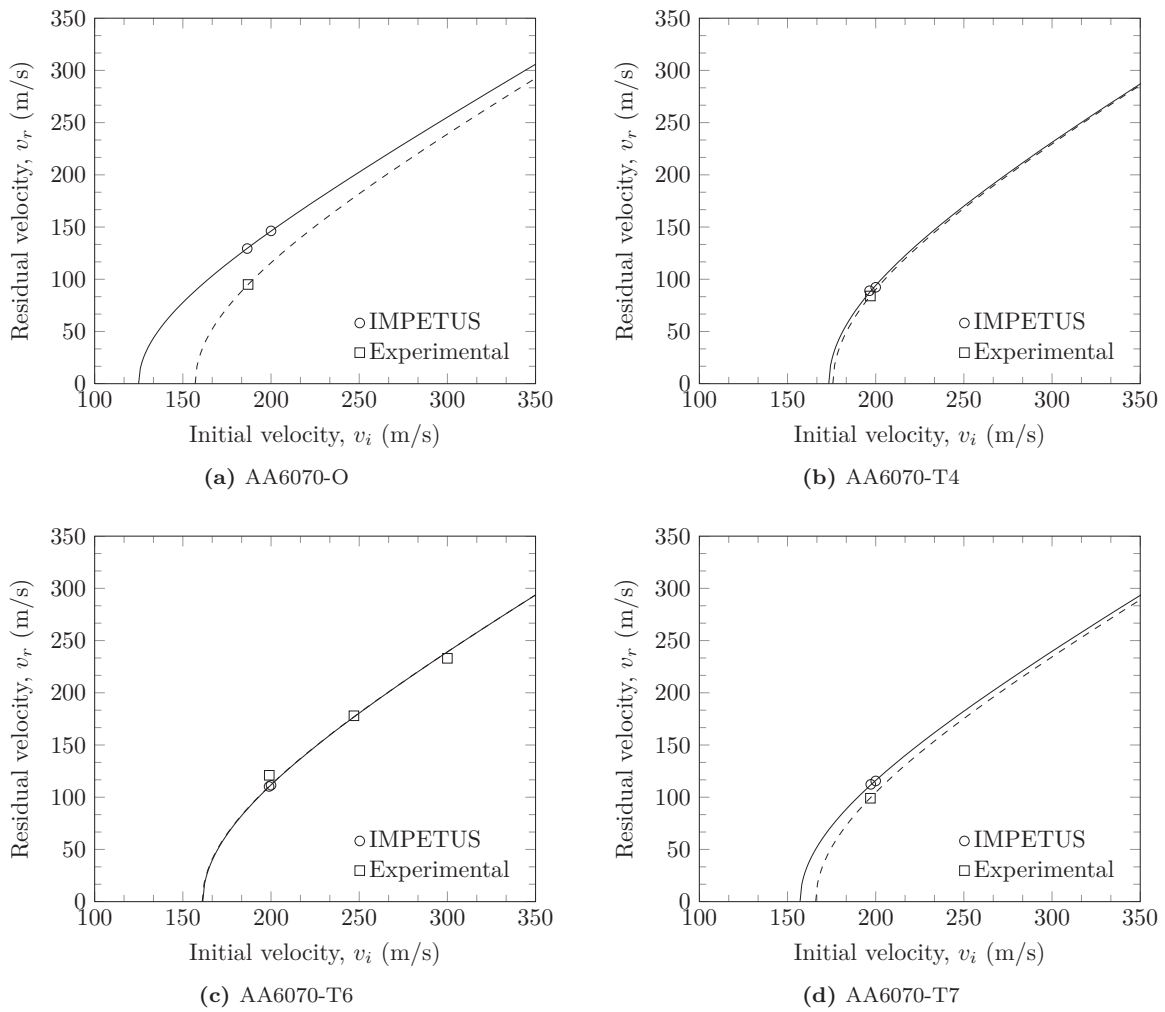 350
300
250
200
150
100
50
0
100 150 200 250 300 350
Residual velocity, v_r (m/s)
Initial velocity, v_i (m/s)
IMPETUS
Experimental
(a) AA6070-O
350
300
250
200
150
100
50
0
100 150 200 250 300 350
Residual velocity, v_r (m/s)
Initial velocity, v_i (m/s)
IMPETUS
Experimental
(b) AA6070-T4
350
300
250
200
150
100
50
0
100 150 200 250 300 350
Residual velocity, v_r (m/s)
Initial velocity, v_i (m/s)
IMPETUS
Experimental
(c) AA6070-T6
350
300
250
200
150
100
50
0
100 150 200 250 300 350
Residual velocity, v_r (m/s)
Initial velocity, v_i (m/s)
IMPETUS
Experimental
(d) AA6070-T7